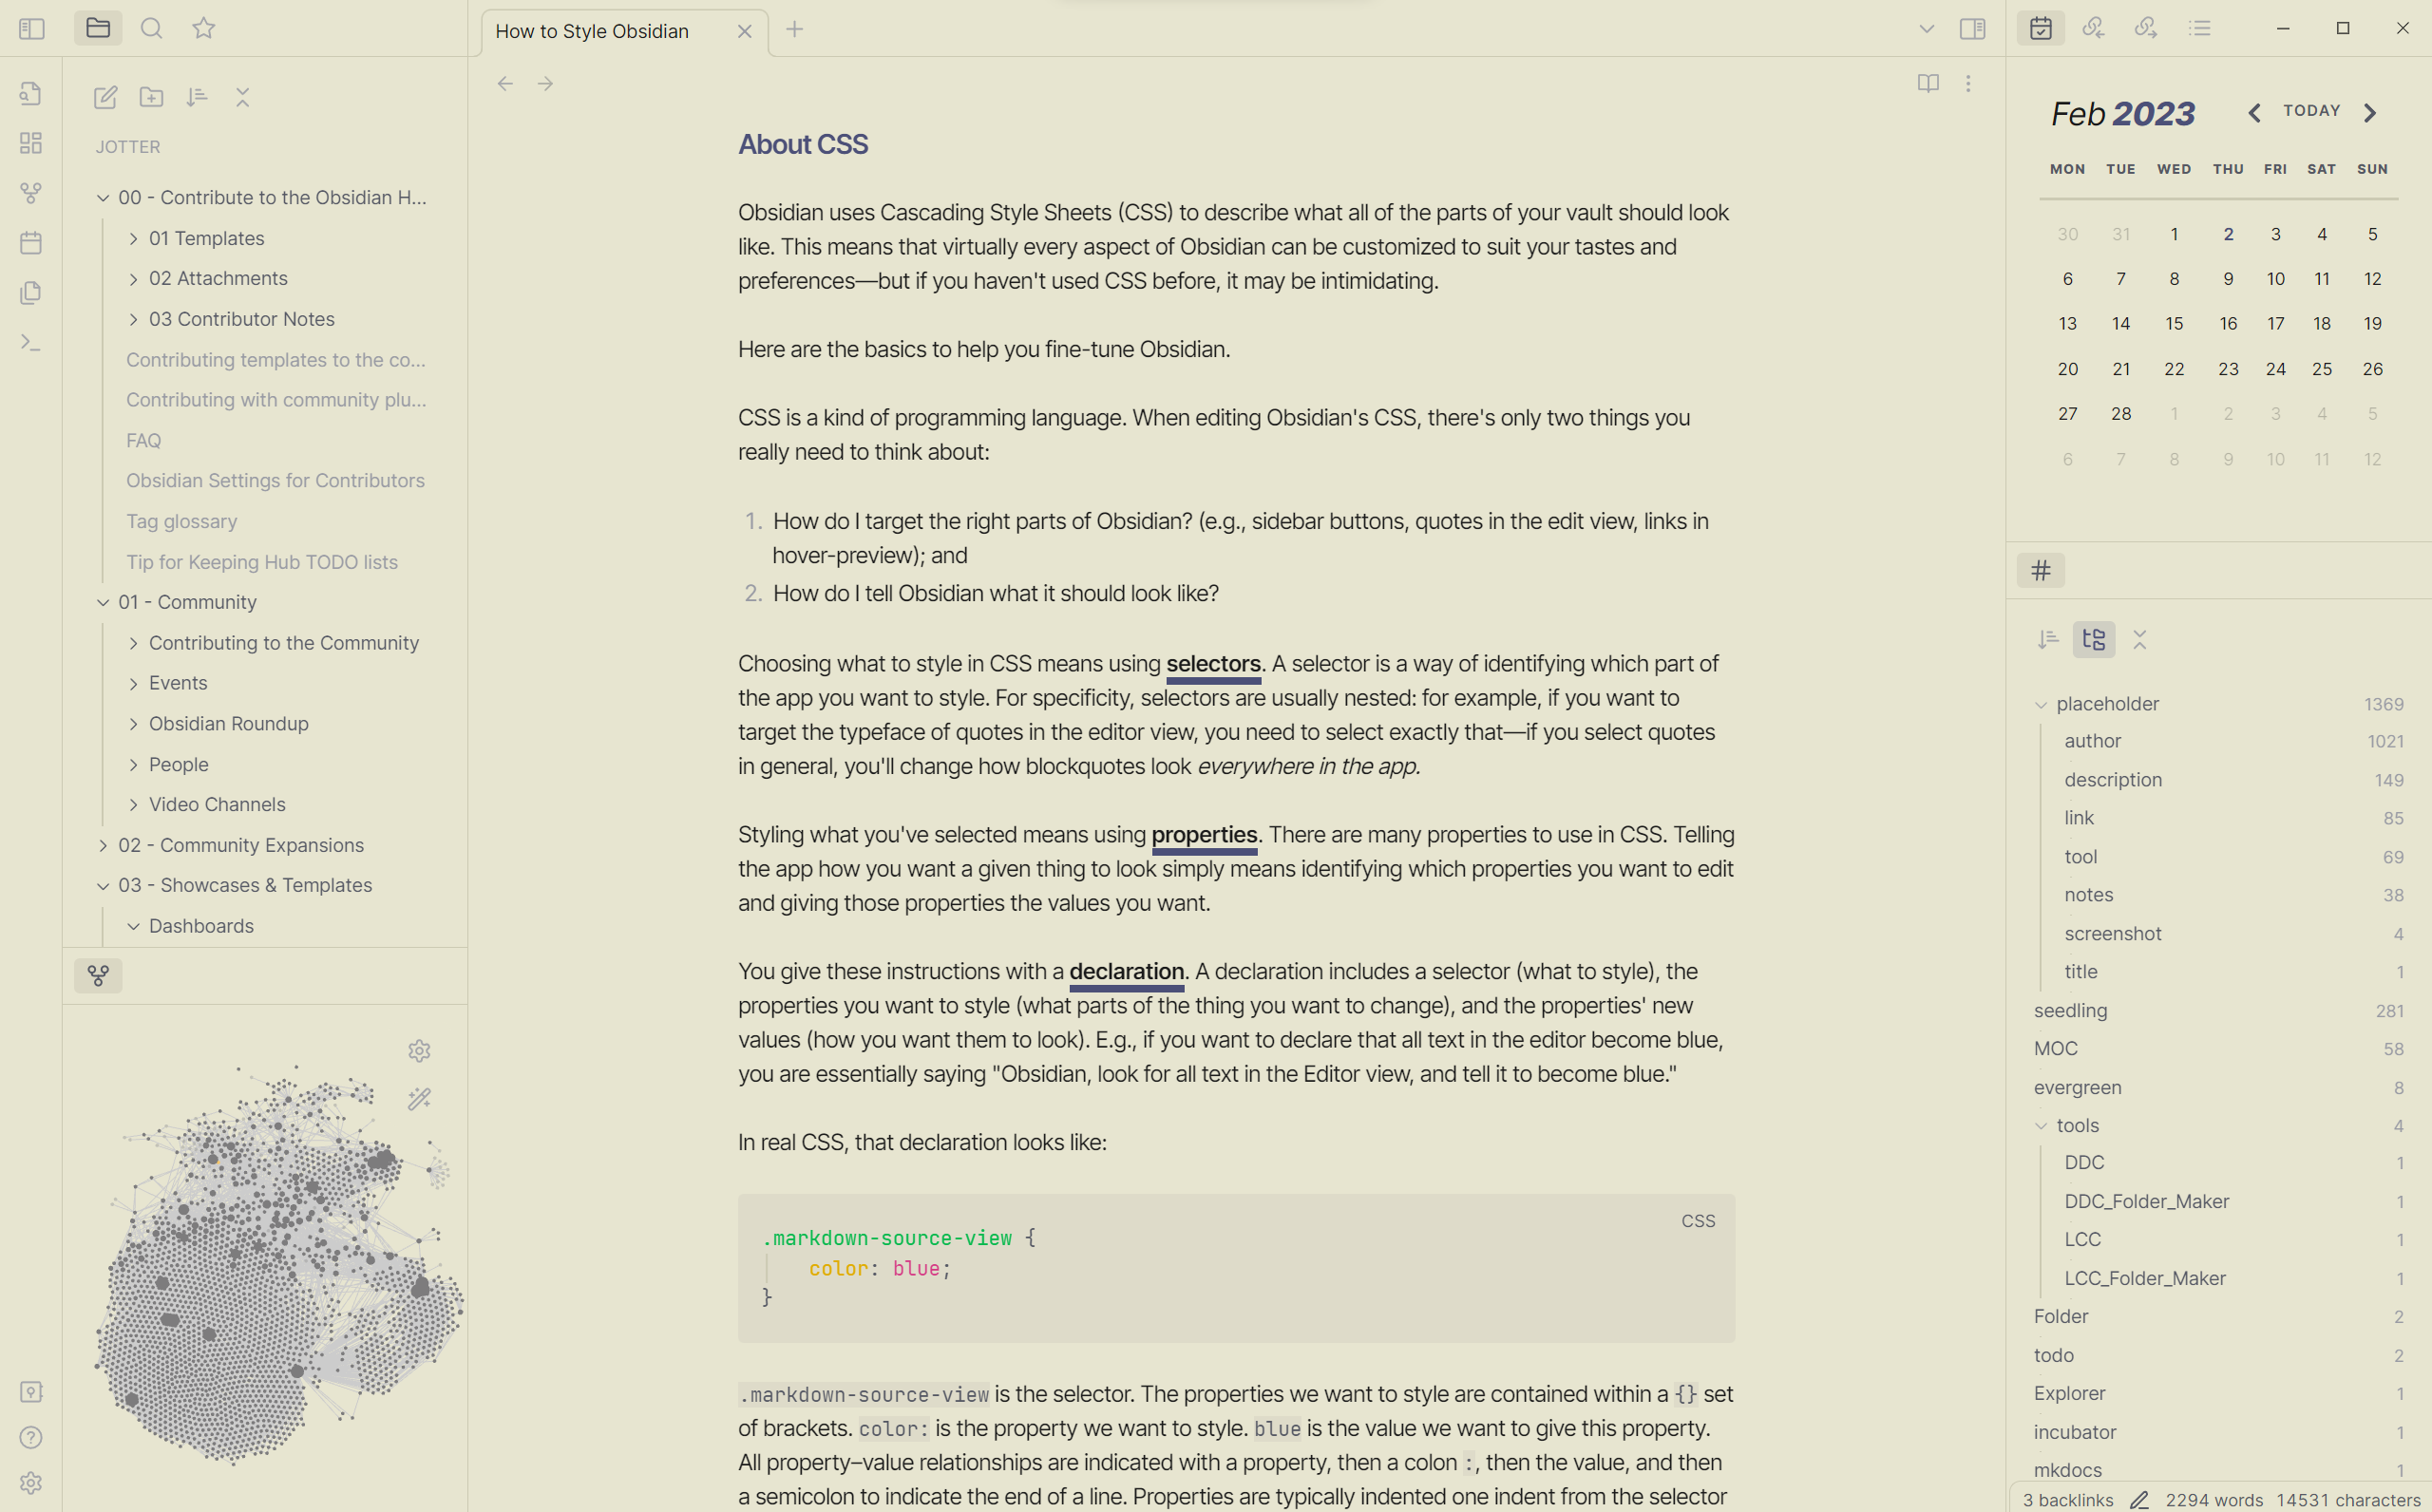 How to Style Obsidian
JOTTER
00 - Contribute to the Obsidian H...
01 Templates
02 Attachments
03 Contributor Notes
Contributing templates to the co...
Contributing with community plu...
FAQ
Obsidian Settings for Contributors
Tag glossary
Tip for Keeping Hub TODO lists
01 - Community
Contributing to the Community
Events
Obsidian Roundup
People
Video Channels
02 - Community Expansions
03 - Showcases & Templates
Dashboards
About CSS
Obsidian uses Cascading Style Sheets (CSS) to describe what all of the parts of your vault should look
like. This means that virtually every aspect of Obsidian can be customized to suit your tastes and
preferences—but if you haven't used CSS before, it may be intimidating.
Here are the basics to help you fine-tune Obsidian.
CSS is a kind of programming language. When editing Obsidian's CSS, there's only two things you
really need to think about:
1. How do I target the right parts of Obsidian? (e.g., sidebar buttons, quotes in the edit view, links in
hover-preview); and
2. How do I tell Obsidian what it should look like?
Choosing what to style in CSS means using selectors. A selector is a way of identifying which part of
the app you want to style. For specificity, selectors are usually nested: for example, if you want to
target the typeface of quotes in the editor view, you need to select exactly that—if you select quotes
in general, you'll change how blockquotes look everywhere in the app.
Styling what you've selected means using properties. There are many properties to use in CSS. Telling
the app how you want a given thing to look simply means identifying which properties you want to edit
and giving those properties the values you want.
You give these instructions with a declaration. A declaration includes a selector (what to style), the
properties you want to style (what parts of the thing you want to change), and the properties' new
values (how you want them to look). E.g., if you want to declare that all text in the editor become blue,
you are essentially saying "Obsidian, look for all text in the Editor view, and tell it to become blue."
In real CSS, that declaration looks like:
CSS
.markdown-source-view {
color: blue;
}
.markdown-source-view is the selector. The properties we want to style are contained within a {} set
of brackets. color: is the property we want to style. blue is the value we want to give this property.
All property–value relationships are indicated with a property, then a colon :, then the value, and then
a semicolon to indicate the end of a line. Properties are typically indented one indent from the selector
Feb 2023
TODAY
MON TUE WED THU FRI SAT SUN
30 31 1 2 3 4 5
6 7 8 9 10 11 12
13 14 15 16 17 18 19
20 21 22 23 24 25 26
27 28 1 2 3 4 5
6 7 8 9 10 11 12
placeholder 1369
author 1021
description 149
link 85
tool 69
notes 38
screenshot 4
title 1
seedling 281
MOC 58
evergreen 8
tools 4
DDC 1
DDC_Folder_Maker 1
LCC 1
LCC_Folder_Maker 1
Folder 2
todo 2
Explorer 1
incubator 1
mkdocs 1
3 backlinks 2294 words 14531 characters